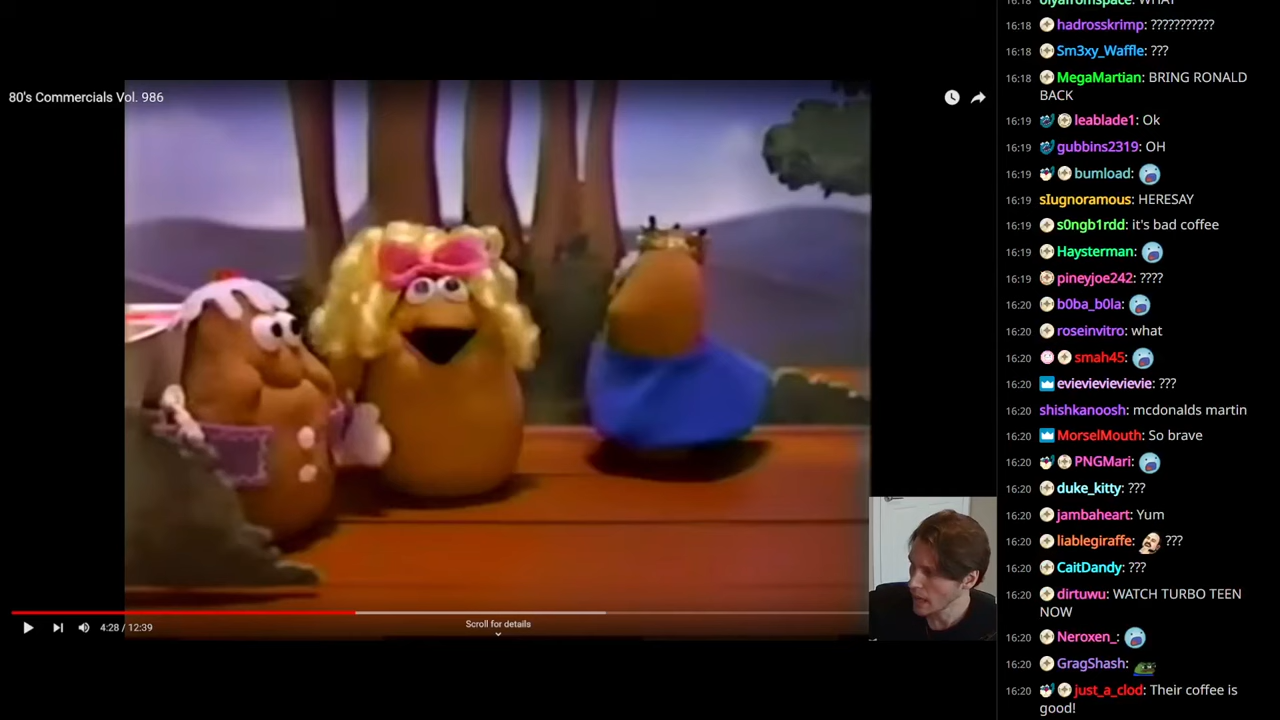 80's Commercials Vol. 986
4:28 / 12:39
Scroll for details
16:18 olyafromspace: WHAT
16:18 hadrosskrimp: ???????????
16:18 Sm3xy_Waffle: ???
16:18 MegaMartian: BRING RONALD
BACK
16:19 leablade1: Ok
16:19 gubbins2319: OH
16:19 bumload:
16:19 sIugnoramous: HERESAY
16:19 s0ngb1rdd: it's bad coffee
16:19 Haysterman:
16:19 pineyjoe242: ????
16:20 b0ba_b0la:
16:20 roseinvitro: what
16:20 smah45:
16:20 evievievievievie: ???
16:20 shishkanoosh: mcdonalds martin
16:20 MorselMouth: So brave
16:20 PNGMari:
16:20 duke_kitty: ???
16:20 jambaheart: Yum
16:20 liablegiraffe: ???
16:20 CaitDandy: ???
16:20 dirtuwu: WATCH TURBO TEEN
NOW
16:20 Neroxen_:
16:20 GragShash:
16:20 just_a_clod: Their coffee is
good!